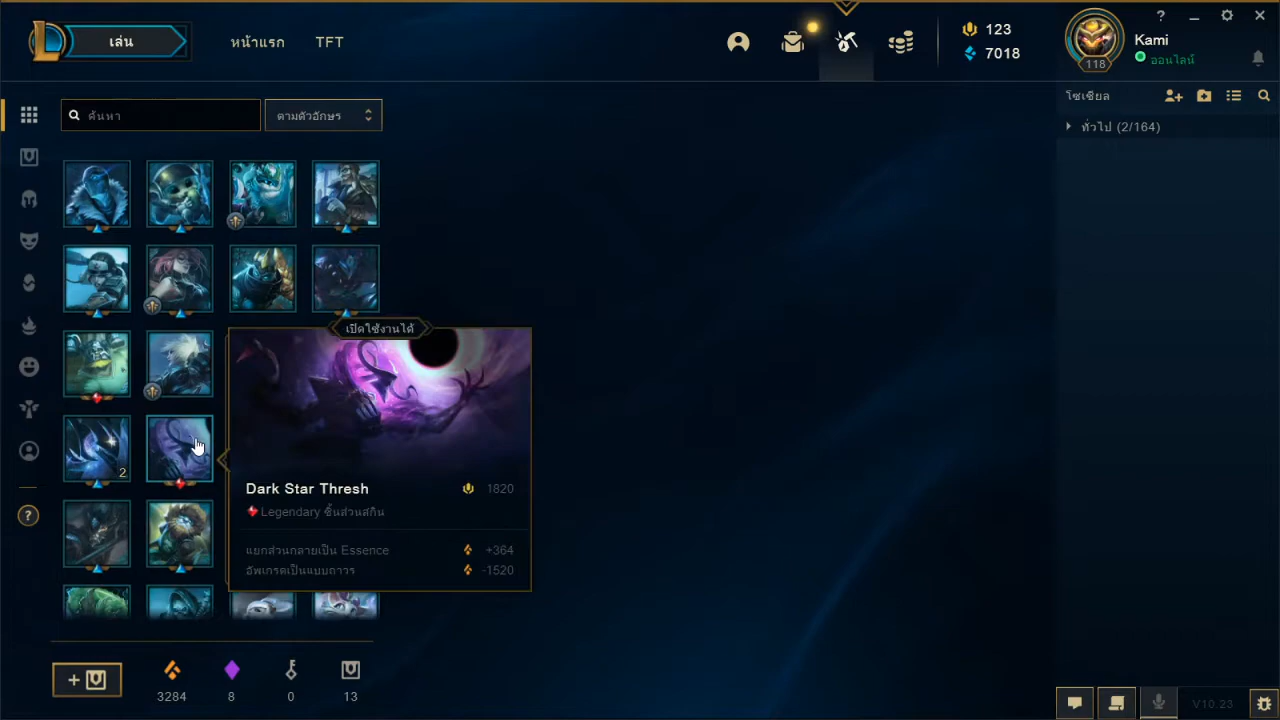 เล่น
หน้าแรก
TFT
123
7018
118
Kami
ออนไลน์
?
โซเชียล
ทั่วไป (2/164)
ค้นหา
ตามตัวอักษร
เปิดใช้งานได้
Dark Star Thresh
1820
Legendary ชิ้นส่วนสกิน
แยกส่วนกลายเป็น Essence
+364
อัพเกรดเป็นแบบถาวร
-1520
2
?
+
3284
8
0
13
V10.23